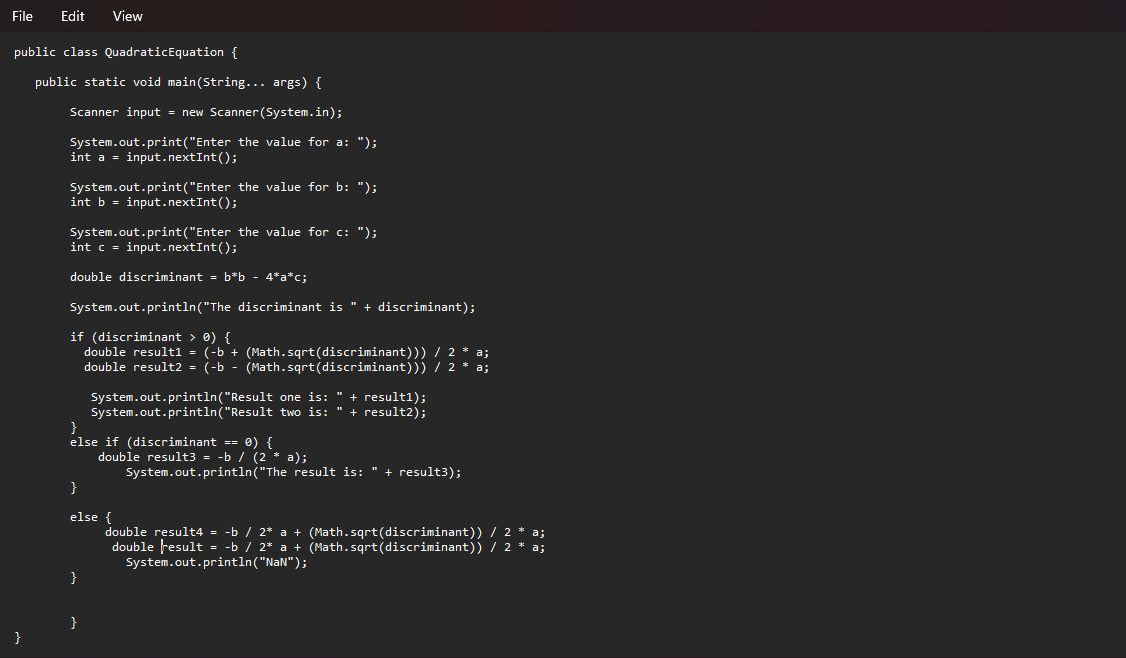 File Edit View
public class QuadraticEquation {
public static void main(String... args) {
Scanner input = new Scanner(System.in);
System.out.print("Enter the value for a: ");
int a = input.nextInt();
System.out.print("Enter the value for b: ");
int b = input.nextInt();
System.out.print("Enter the value for c: ");
int c = input.nextInt();
double discriminant = b*b - 4*a*c;
System.out.println("The discriminant is " + discriminant);
if (discriminant > 0) {
double result1 = (-b + (Math.sqrt(discriminant))) / 2 * a;
double result2 = (-b - (Math.sqrt(discriminant))) / 2 * a;
System.out.println("Result one is: " + result1);
System.out.println("Result two is: " + result2);
}
else if (discriminant == 0) {
double result3 = -b / (2 * a);
System.out.println("The result is: " + result3);
}
else {
double result4 = -b / 2* a + (Math.sqrt(discriminant)) / 2 * a;
double result = -b / 2* a + (Math.sqrt(discriminant)) / 2 * a;
System.out.println("NaN");
}
}
}